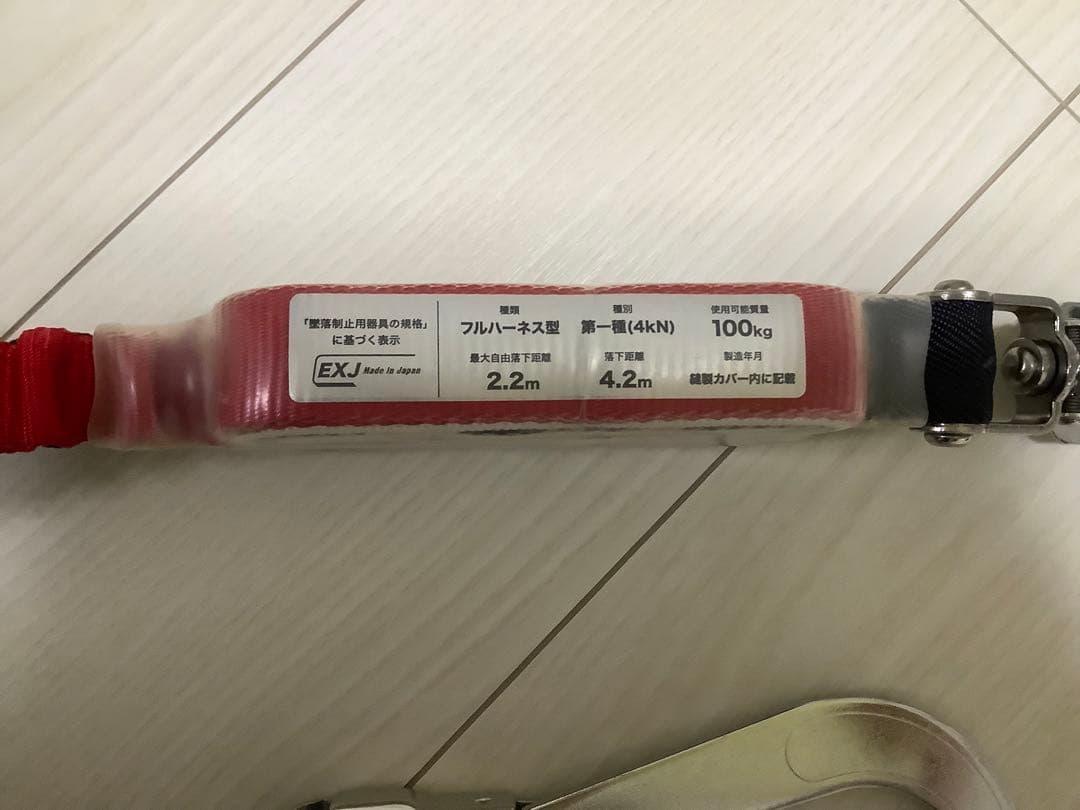 「墜落制止用器具の規格」
に基づく表示
EXJ Made in Japan
種類
フルハーネス型
種別
第一種(4kN)
使用可能質量
100kg
最大自由落下距離
2.2m
落下距離
4.2m
製造年月
縫製カバー内に記載